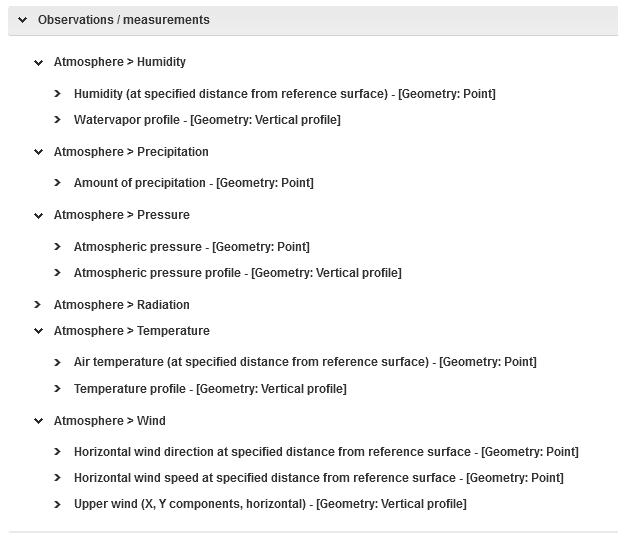 Observations / measurements
Atmosphere > Humidity
Humidity (at specified distance from reference surface) - [Geometry: Point]
Watervapor profile - [Geometry: Vertical profile]
Atmosphere > Precipitation
Amount of precipitation - [Geometry: Point]
Atmosphere > Pressure
Atmospheric pressure - [Geometry: Point]
Atmospheric pressure profile - [Geometry: Vertical profile]
Atmosphere > Radiation
Atmosphere > Temperature
Air temperature (at specified distance from reference surface) - [Geometry: Point]
Temperature profile - [Geometry: Vertical profile]
Atmosphere > Wind
Horizontal wind direction at specified distance from reference surface - [Geometry: Point]
Horizontal wind speed at specified distance from reference surface - [Geometry: Point]
Upper wind (X, Y components, horizontal) - [Geometry: Vertical profile]